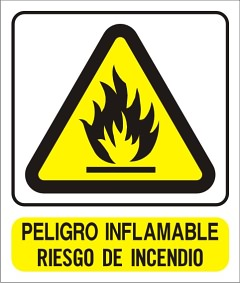 PELIGRO INFLAMABLE
RIESGO DE INCENDIO